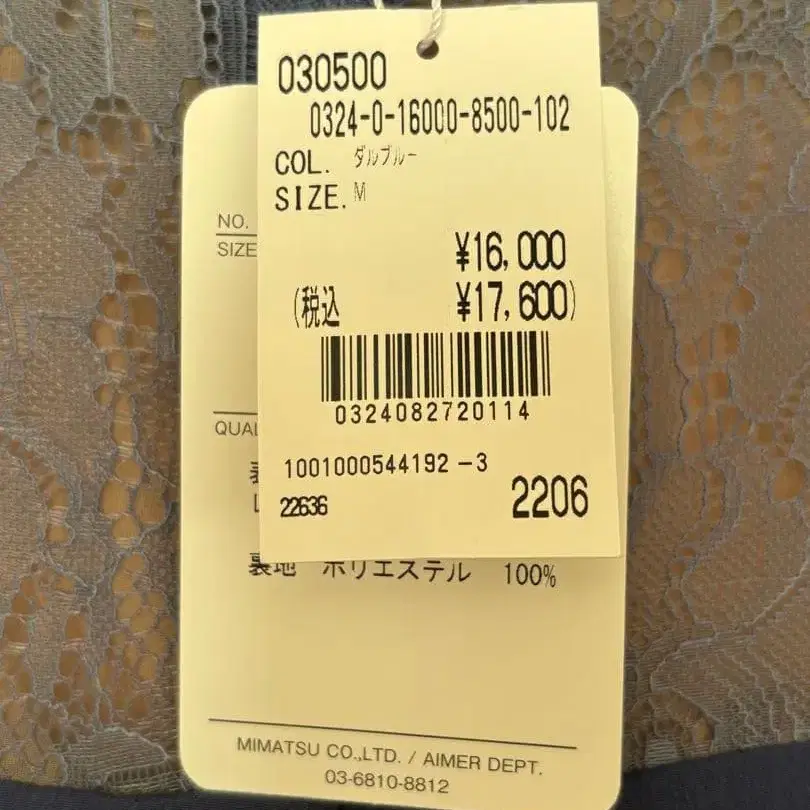 030500
0324-0-16000-8500-102
COL. ダルブルー
SIZE. M
¥16,000
(税込 ¥17,600)
0324082720114
1001000544192 -3
22636 2206
NO.
SIZE
QUAL
裏地 ポリエステル 100%
MIMATSU CO.,LTD. / AIMER DEPT.
03-6810-8812